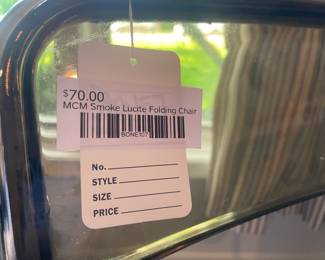 $70.00
MCM Smoke Lucite Folding Chair
BONE107
No.
STYLE
SIZE
PRICE